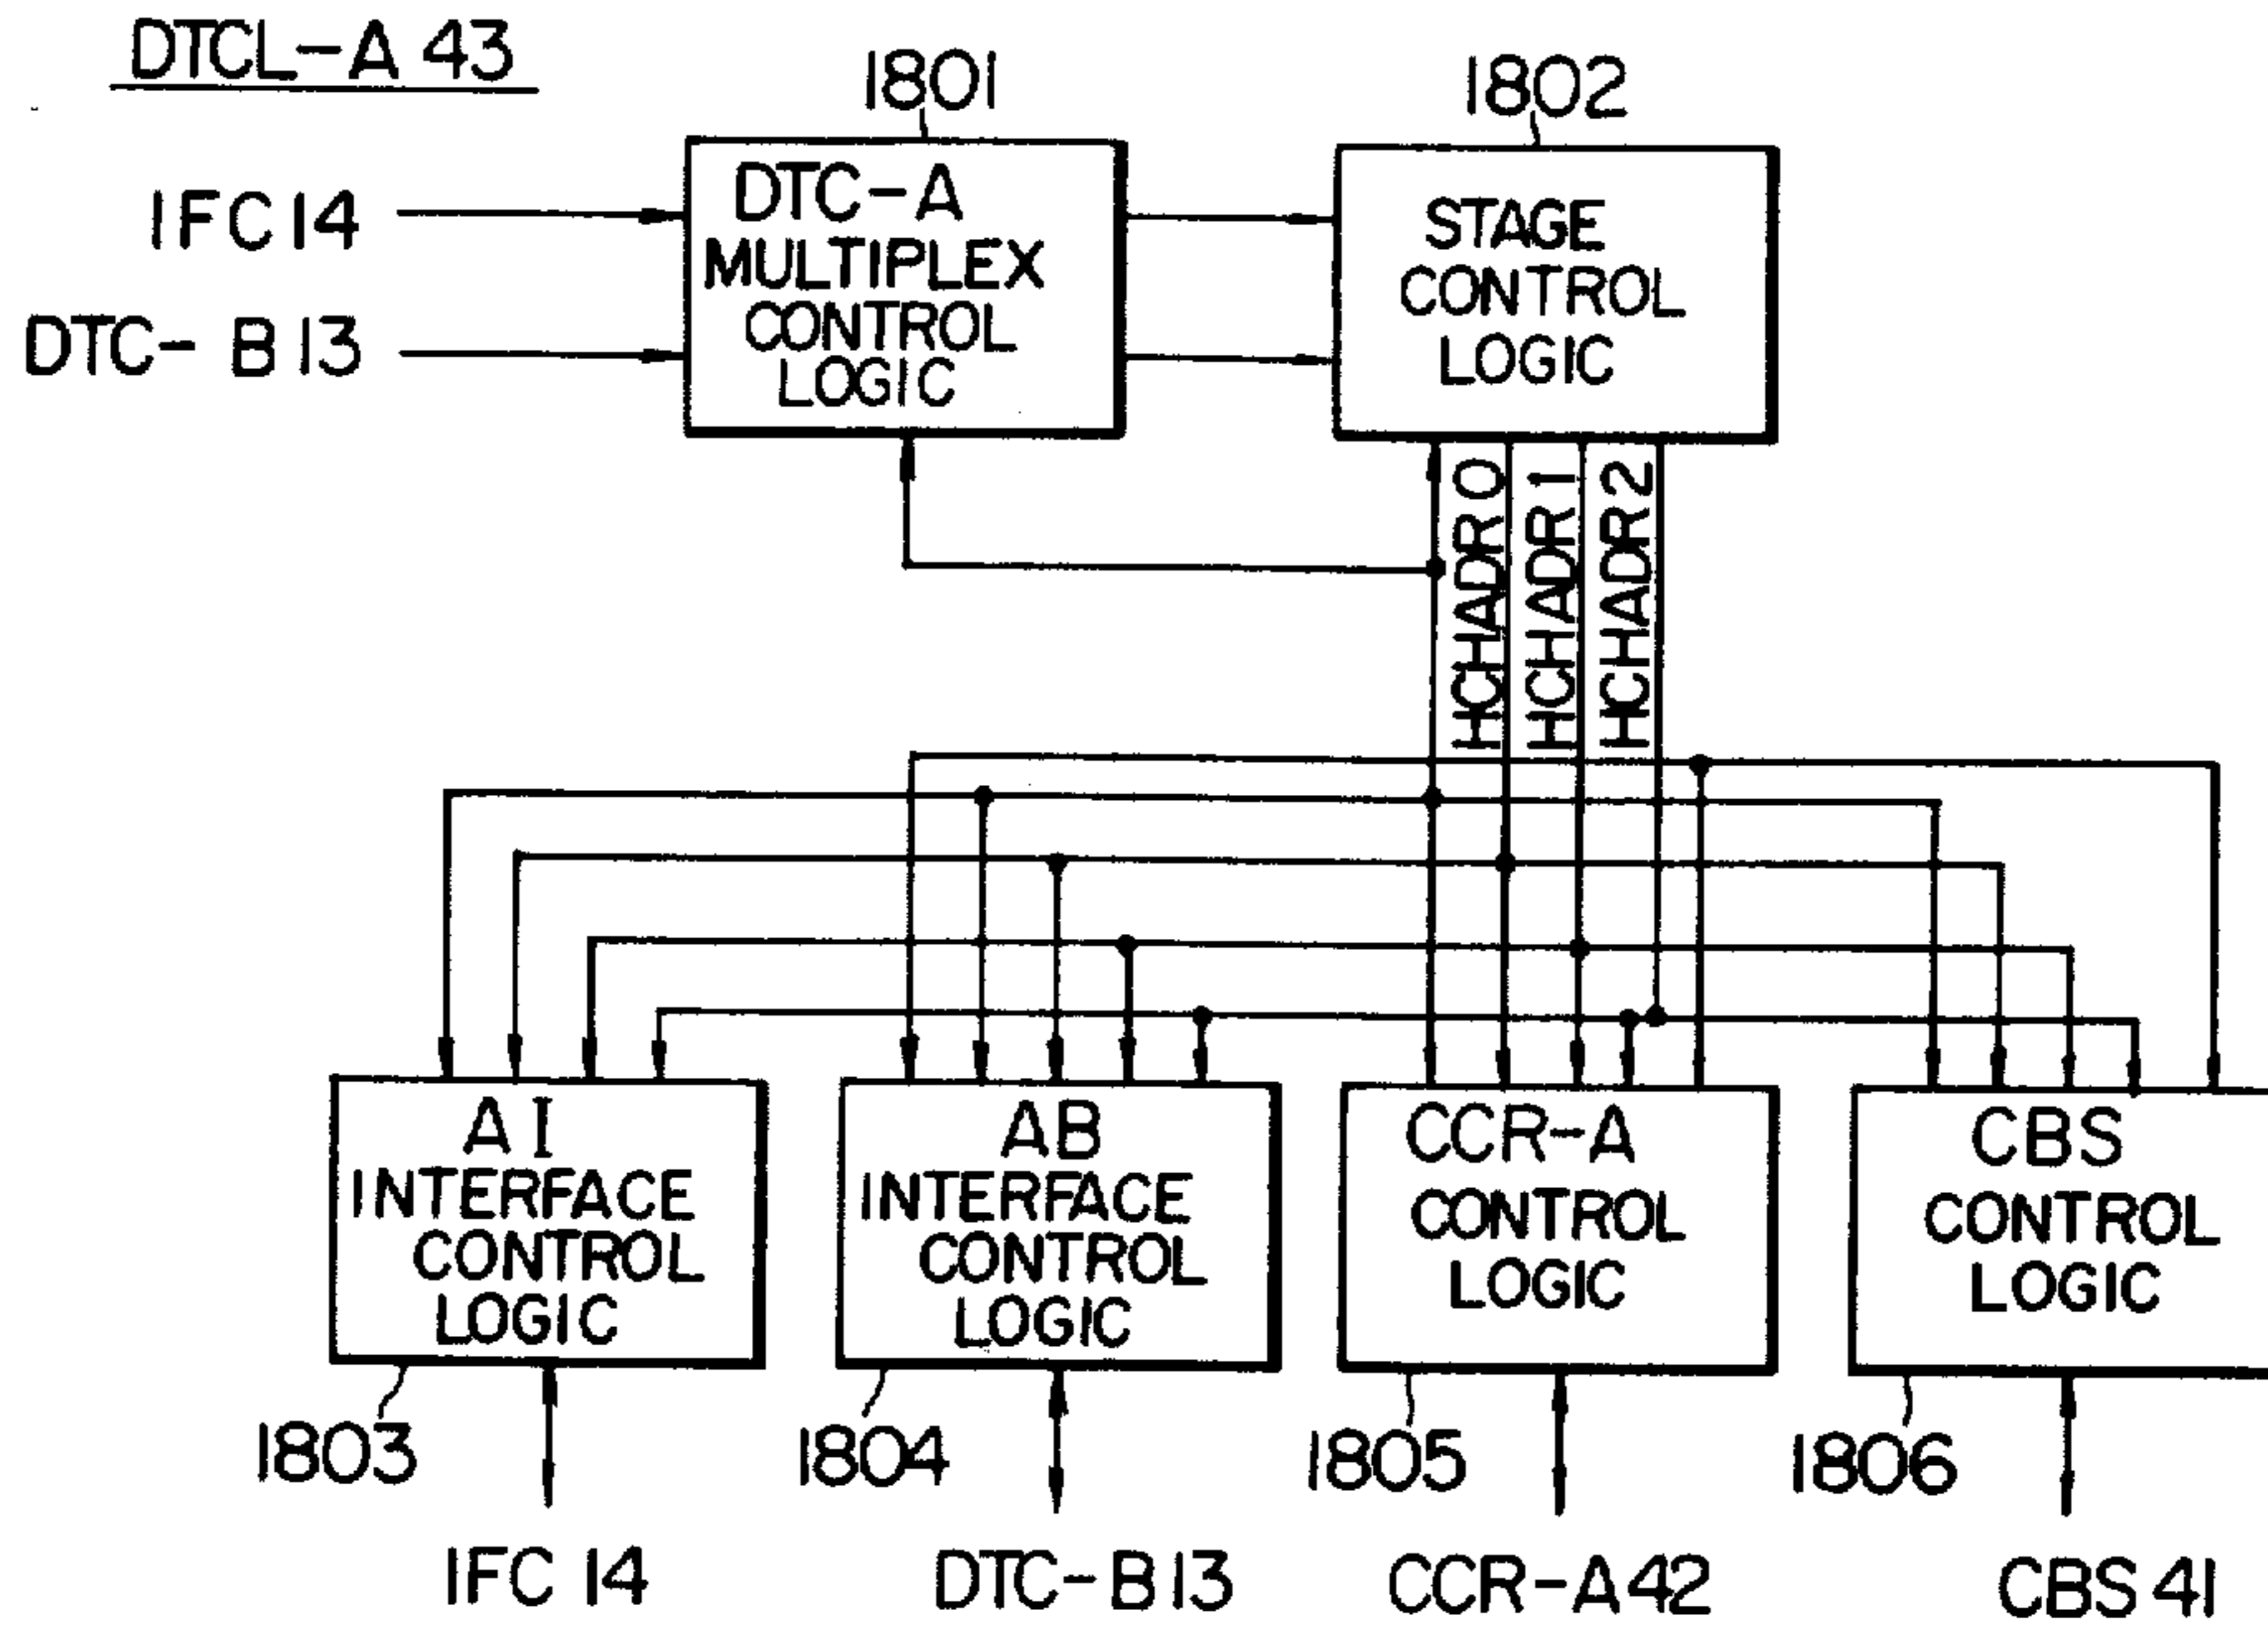 DTCL-A 43
1801
1802
IFC 14
DTC-B 13
DTC-A
MULTIPLEX
CONTROL
LOGIC
STAGE
CONTROL
LOGIC
HCHADR 0
HCHADR 1
HCHADR 2
AI
INTERFACE
CONTROL
LOGIC
AB
INTERFACE
CONTROL
LOGIC
CCR-A
CONTROL
LOGIC
CBS
CONTROL
LOGIC
1803
1804
1805
1806
IFC 14
DTC-B 13
CCR-A 42
CBS 41